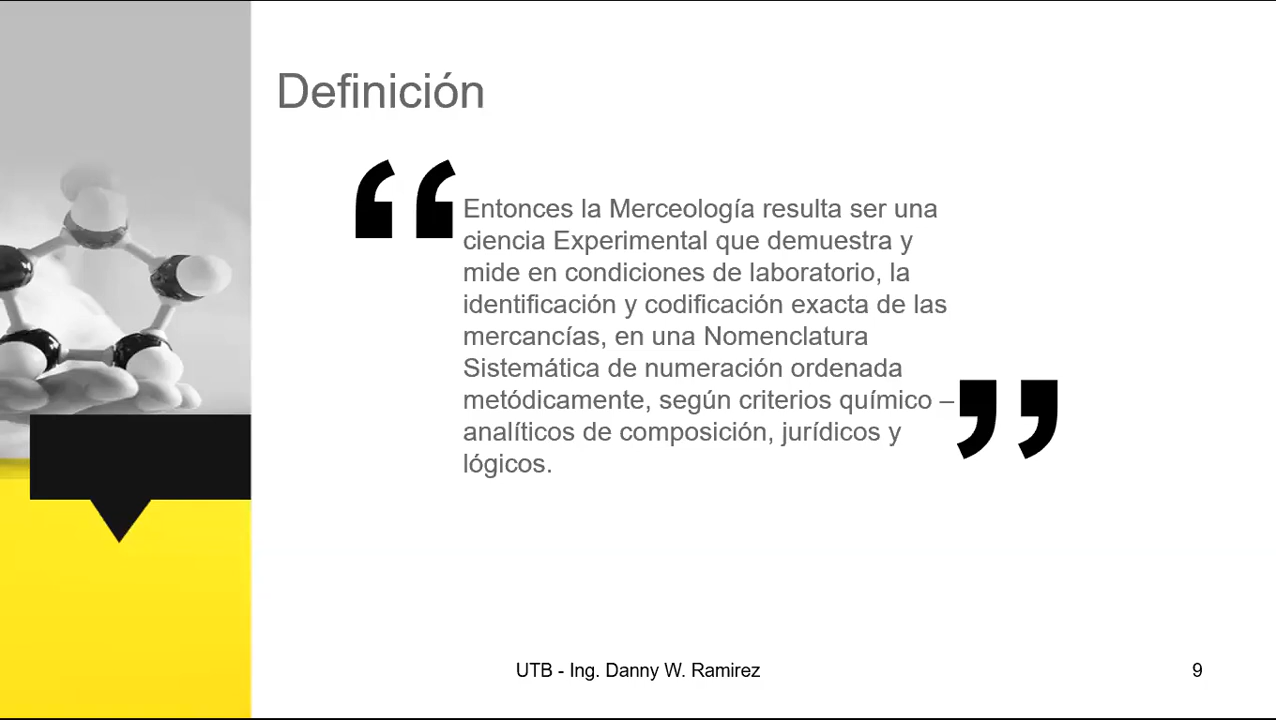 Definición
“ Entonces la Merceología resulta ser una
ciencia Experimental que demuestra y
mide en condiciones de laboratorio, la
identificación y codificación exacta de las
mercancías, en una Nomenclatura
Sistemática de numeración ordenada
metódicamente, según criterios químico –
analíticos de composición, jurídicos y
lógicos. ”
UTB - Ing. Danny W. Ramirez
9